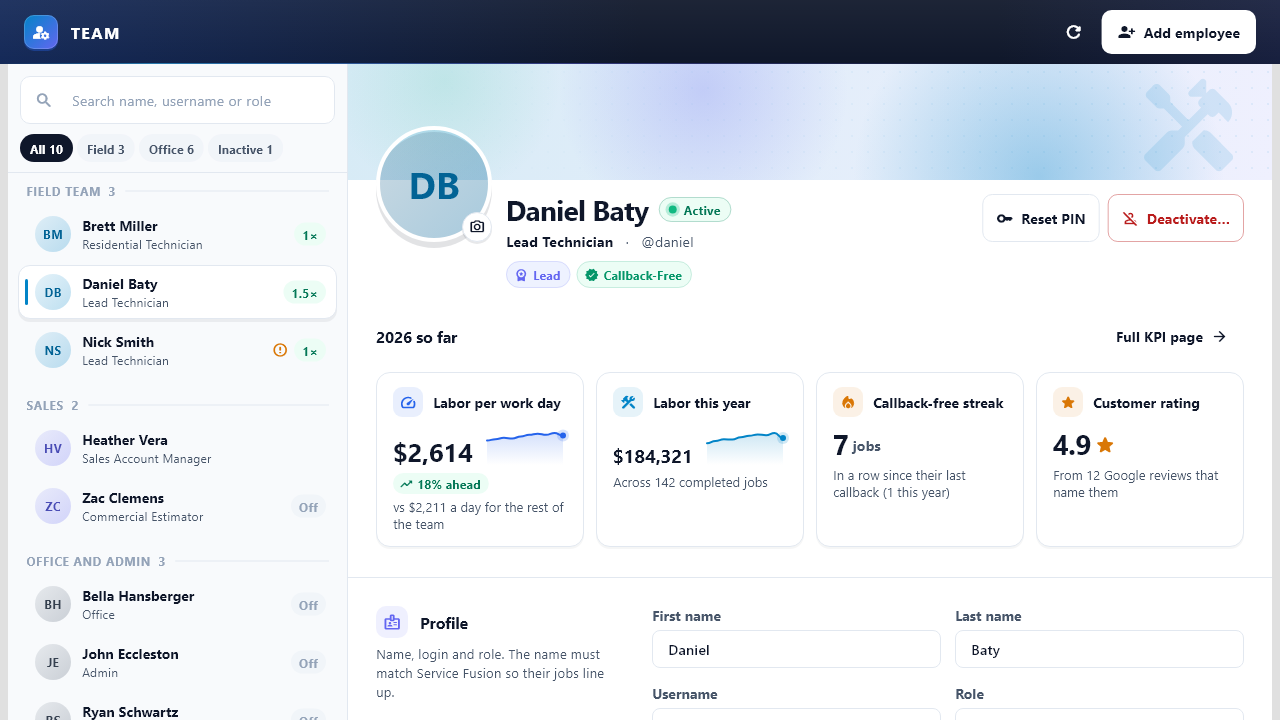 TEAM
Add employee
Search name, username or role
All 10
Field 3
Office 6
Inactive 1
FIELD TEAM 3
BM
Brett Miller
Residential Technician
1×
DB
Daniel Baty
Lead Technician
1.5×
NS
Nick Smith
Lead Technician
1×
SALES 2
HV
Heather Vera
Sales Account Manager
ZC
Zac Clemens
Commercial Estimator
Off
OFFICE AND ADMIN 3
BH
Bella Hansberger
Office
Off
JE
John Eccleston
Admin
Off
RS
Ryan Schwartz
Off
DB
Daniel Baty
Active
Lead Technician · @daniel
Lead
Callback-Free
Reset PIN
Deactivate...
2026 so far
Full KPI page
Labor per work day
$2,614
18% ahead
vs $2,211 a day for the rest of
the team
Labor this year
$184,321
Across 142 completed jobs
Callback-free streak
7 jobs
In a row since their last
callback (1 this year)
Customer rating
4.9
From 12 Google reviews that
name them
Profile
Name, login and role. The name must
match Service Fusion so their jobs line
up.
First name
Daniel
Last name
Baty
Username
Role